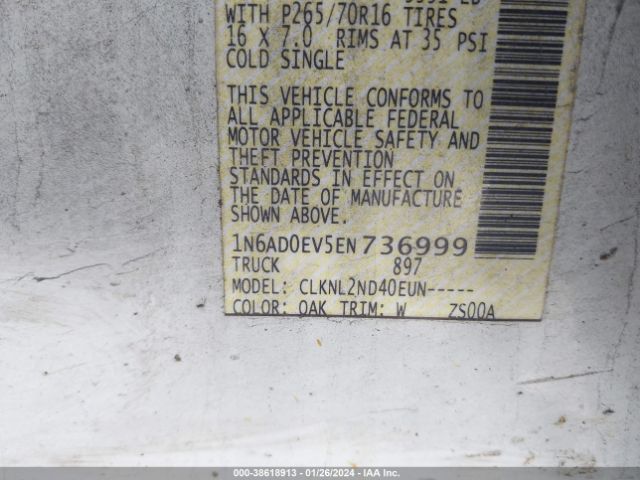 WITH P265/70R16 TIRES
16 X 7.0 RIMS AT 35 PSI
COLD SINGLE
THIS VEHICLE CONFORMS TO
ALL APPLICABLE FEDERAL
MOTOR VEHICLE SAFETY AND
THEFT PREVENTION
STANDARDS IN EFFECT ON
THE DATE OF MANUFACTURE
SHOWN ABOVE.
1N6AD0EV5EN736999
TRUCK 897
MODEL: CLKNL2ND40EUN-----
COLOR: QAK TRIM: W ZS00A
000-38618913 - 01/26/2024 - IAA Inc.